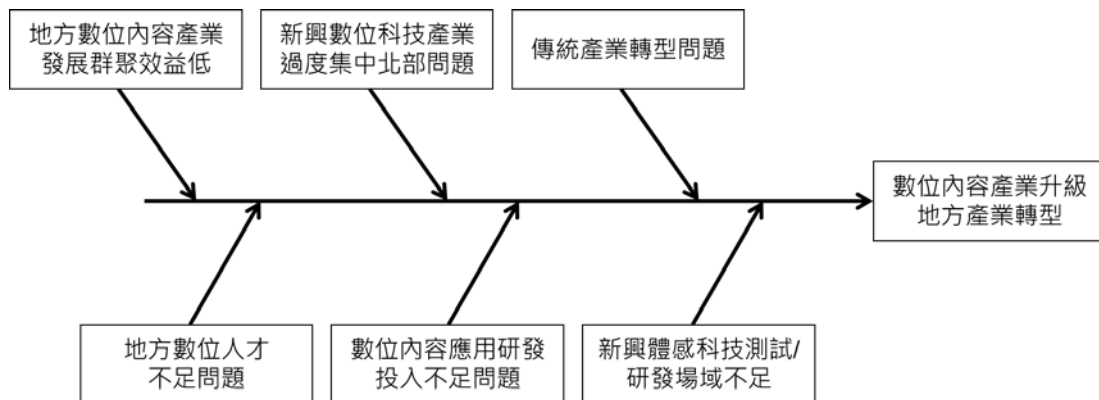 地方數位內容產業
發展群聚效益低
新興數位科技產業
過度集中北部問題
傳統產業轉型問題
數位內容產業升級
地方產業轉型
地方數位人才
不足問題
數位內容應用研發
投入不足問題
新興體感科技測試/
研發場域不足